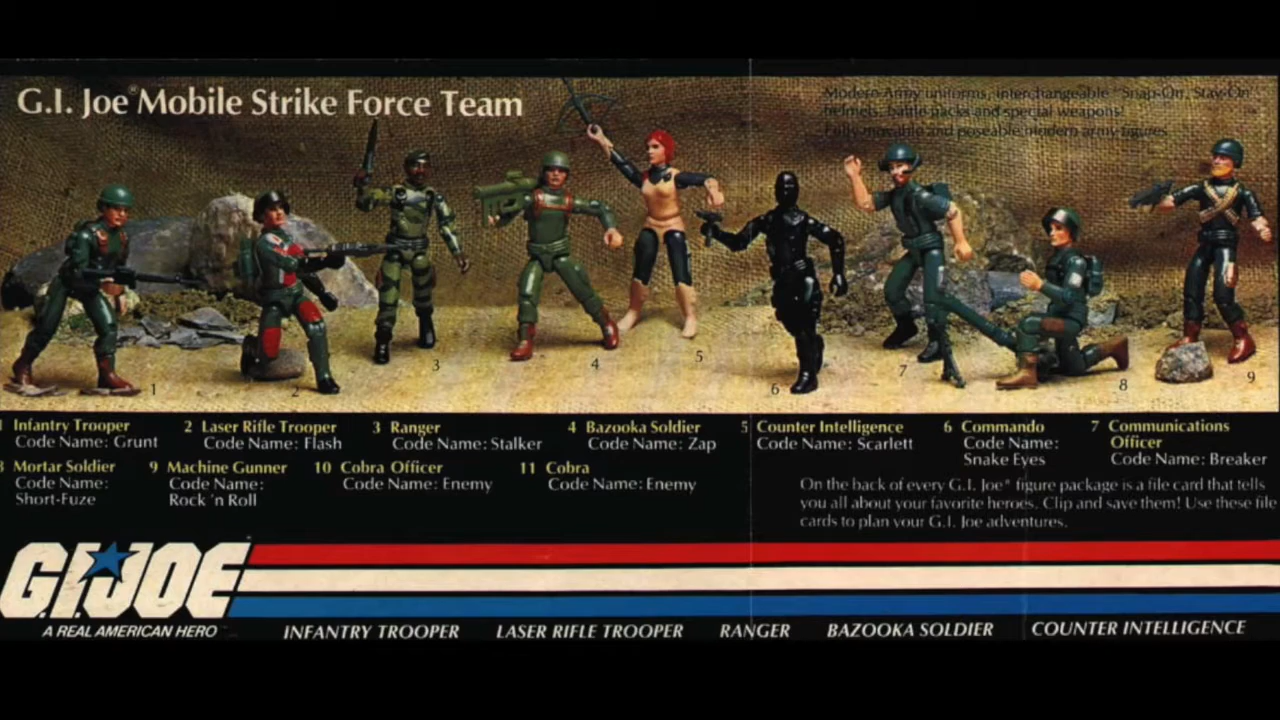 G.I. Joe® Mobile Strike Force Team
Modern Army uniforms, interchangeable "Snap-On, Stay-On"
helmets, battle packs and special weapons!
Fully movable and poseable modern army figures.
1 2 3 4 5 6 7 8 9
1 Infantry Trooper
Code Name: Grunt
2 Laser Rifle Trooper
Code Name: Flash
3 Ranger
Code Name: Stalker
4 Bazooka Soldier
Code Name: Zap
5 Counter Intelligence
Code Name: Scarlett
6 Commando
Code Name:
Snake Eyes
7 Communications
Officer
Code Name: Breaker
8 Mortar Soldier
Code Name:
Short-Fuze
9 Machine Gunner
Code Name:
Rock 'n Roll
10 Cobra Officer
Code Name: Enemy
11 Cobra
Code Name: Enemy
On the back of every G.I. Joe® figure package is a file card that tells
you all about your favorite heroes. Clip and save them! Use these file
cards to plan your G.I. Joe adventures.
G.I. JOE
A REAL AMERICAN HERO
INFANTRY TROOPER LASER RIFLE TROOPER RANGER BAZOOKA SOLDIER COUNTER INTELLIGENCE